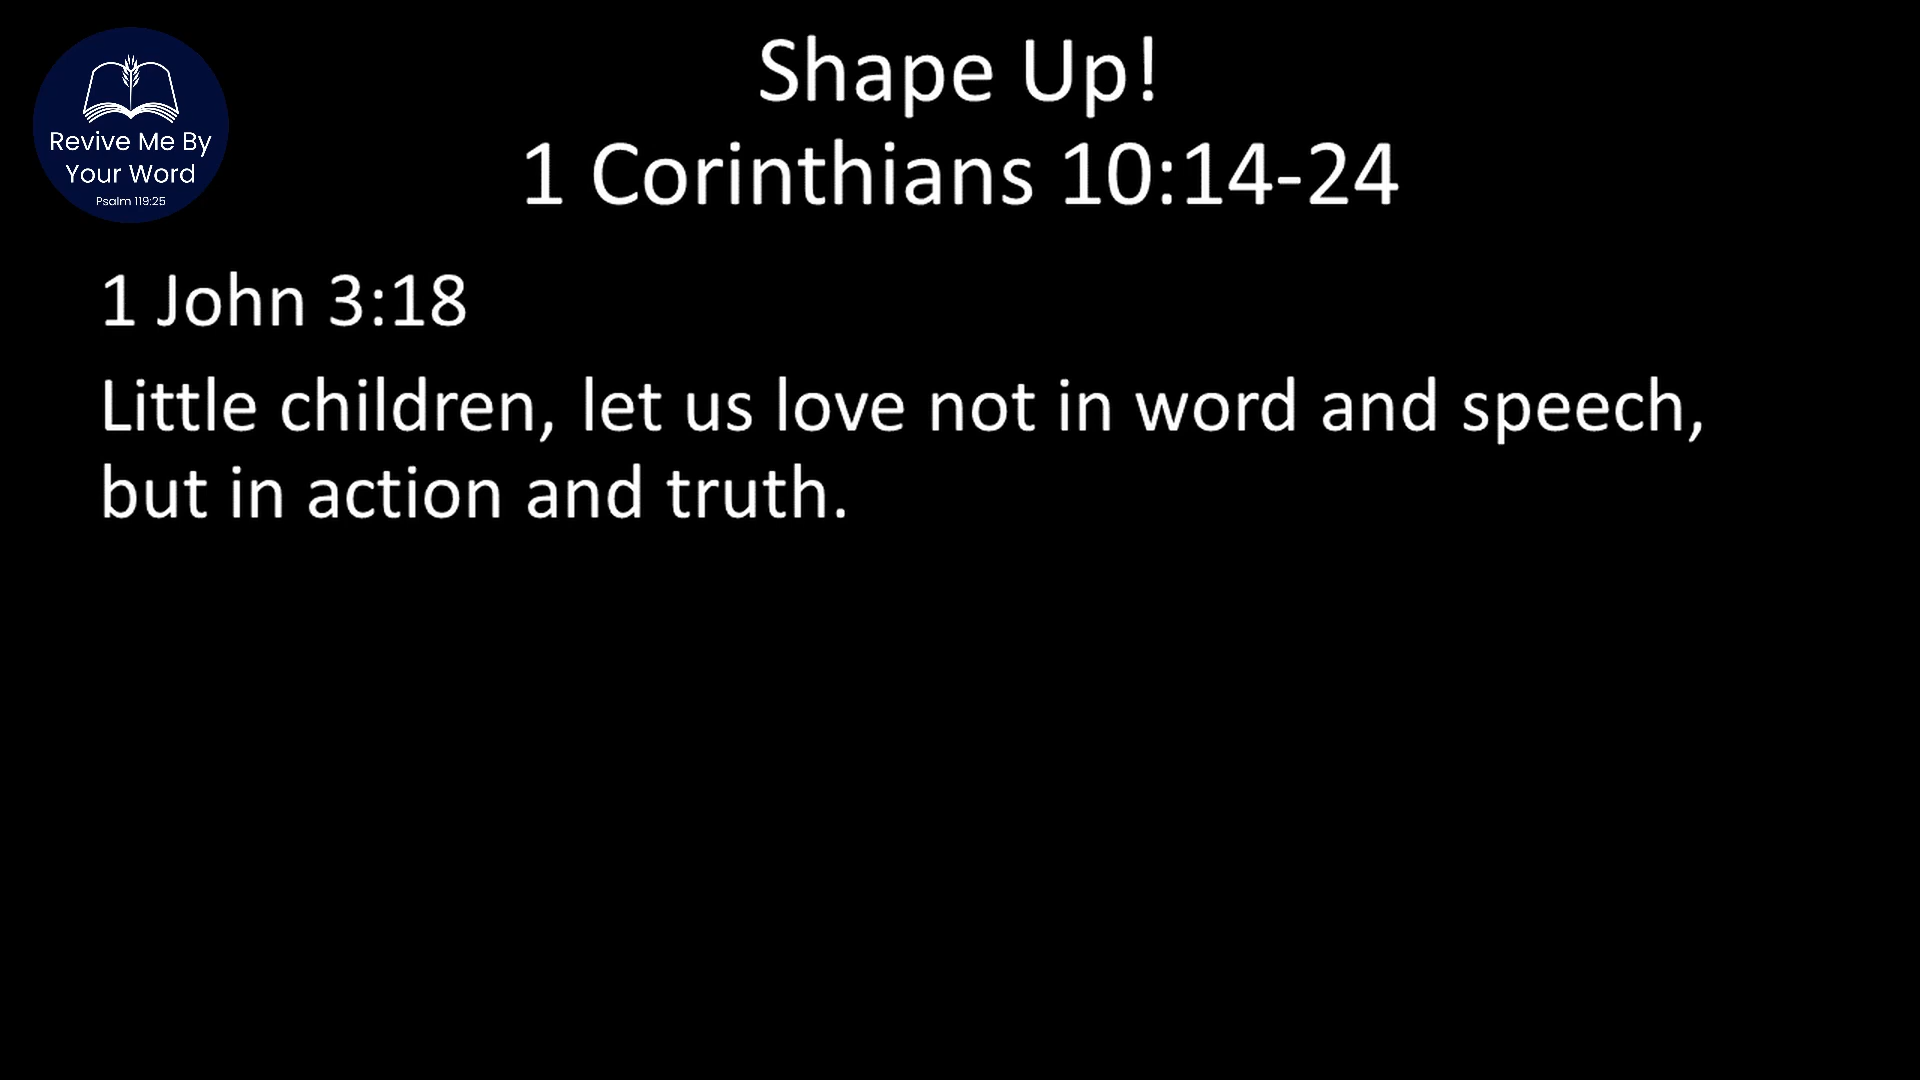 Revive Me By
Your Word
Psalm 119:25
Shape Up!
1 Corinthians 10:14-24
1 John 3:18
Little children, let us love not in word and speech,
but in action and truth.